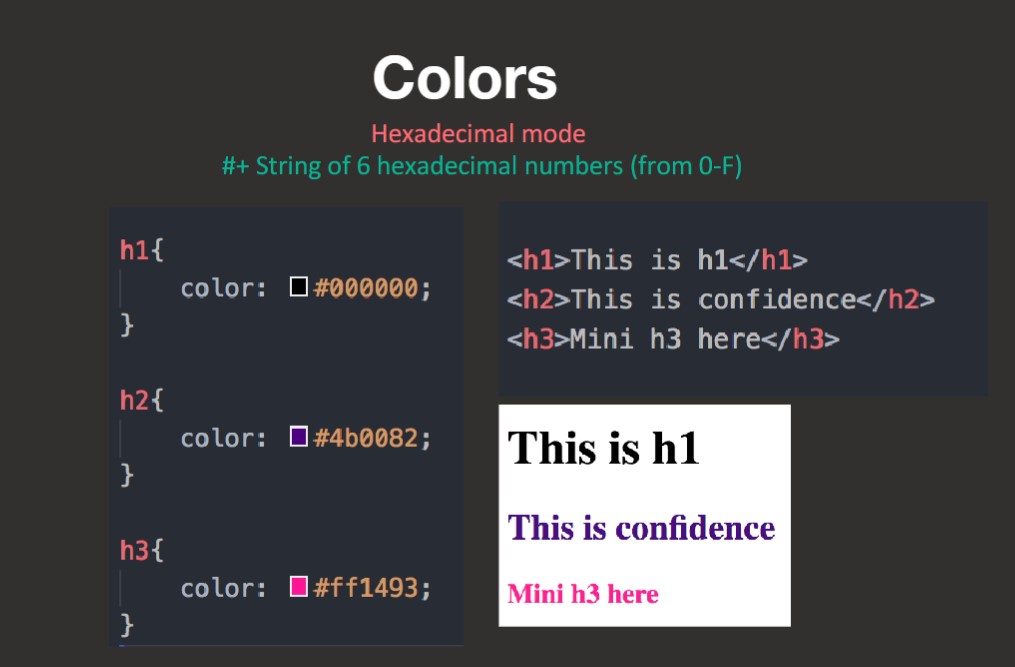 Colors
Hexadecimal mode
#+ String of 6 hexadecimal numbers (from 0-F)
h1{
color: #000000;
}
h2{
color: #4b0082;
}
h3{
color: #ff1493;
}
<h1>This is h1</h1>
<h2>This is confidence</h2>
<h3>Mini h3 here</h3>
This is h1
This is confidence
Mini h3 here